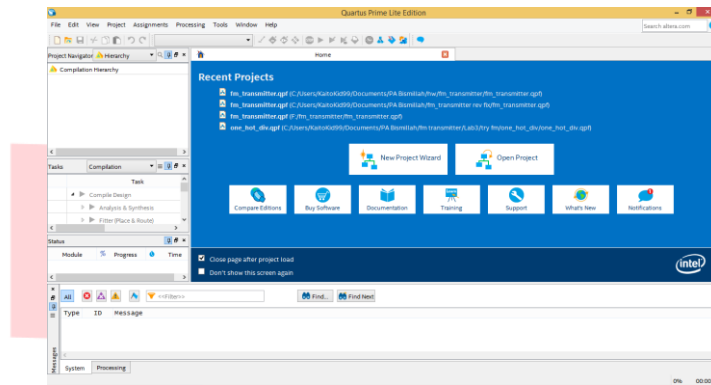 Quartus Prime Lite Edition
File Edit View Project Assignments Processing Tools Window Help
Search altera.com
Project Navigator Hierarchy
Home
Compilation Hierarchy
Recent Projects
fm_transmitter.qpf (C:/Users/KaitoKid99/Documents/PA Bismillah/hw/fm_transmitter/fm_transmitter.qpf)
fm_transmitter.qpf (C:/Users/KaitoKid99/Documents/PA Bismillah/fm_transmitter rev fix/fm_transmitter.qpf)
fm_transmitter.qpf (F:/fm_transmitter/fm_transmitter.qpf)
one_hot_div.qpf (C:/Users/KaitoKid99/Documents/PA Bismillah/fm transmitter/Lab3/try fm/one_hot_div/one_hot_div.qpf)
New Project Wizard
Open Project
Tasks Compilation
Task
Compile Design
Analysis & Synthesis
Fitter (Place & Route)
Compare Editions
Buy Software
Documentation
Training
Support
What's New
Notifications
Status
Module % Progress Time
Close page after project load
Don't show this screen again
intel
All
<<Filter>>
Find...
Find Next
Type ID Message
Messages
System Processing
0% 00:00